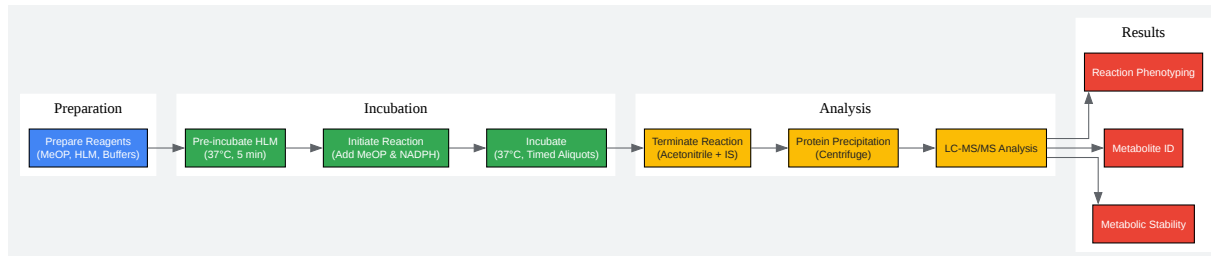 Preparation
Prepare Reagents
(MeOP, HLM, Buffers)
Incubation
Pre-incubate HLM
(37°C, 5 min)
Initiate Reaction
(Add MeOP & NADPH)
Incubate
(37°C, Timed Aliquots)
Analysis
Terminate Reaction
(Acetonitrile + IS)
Protein Precipitation
(Centrifuge)
LC-MS/MS Analysis
Results
Reaction Phenotyping
Metabolite ID
Metabolic Stability